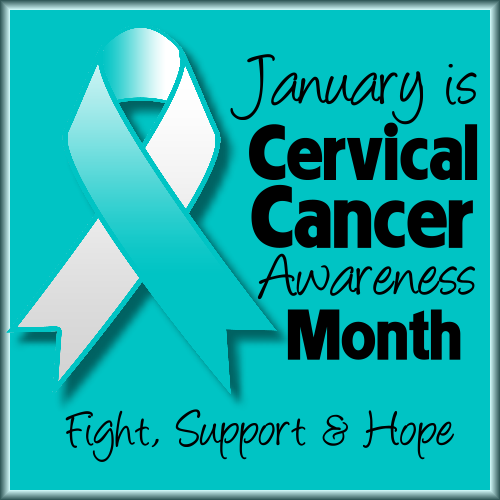 January is
Cervical
Cancer
Awareness
Month
Fight, Support & Hope